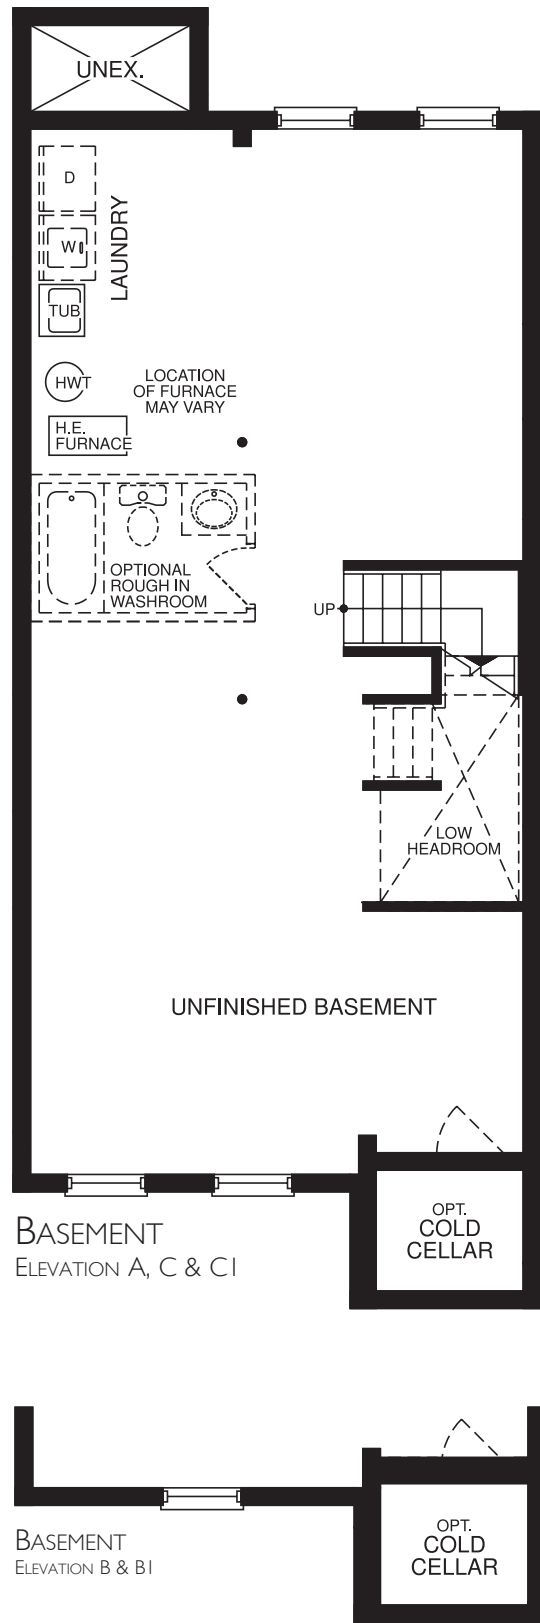 UNEX.
D
W
LAUNDRY
TUB
HWT
LOCATION
OF FURNACE
MAY VARY
H.E.
FURNACE
OPTIONAL
ROUGH IN
WASHROOM
UP
LOW
HEADROOM
UNFINISHED BASEMENT
OPT.
COLD
CELLAR
BASEMENT
ELEVATION A, C & C1
OPT.
COLD
CELLAR
BASEMENT
ELEVATION B & B1